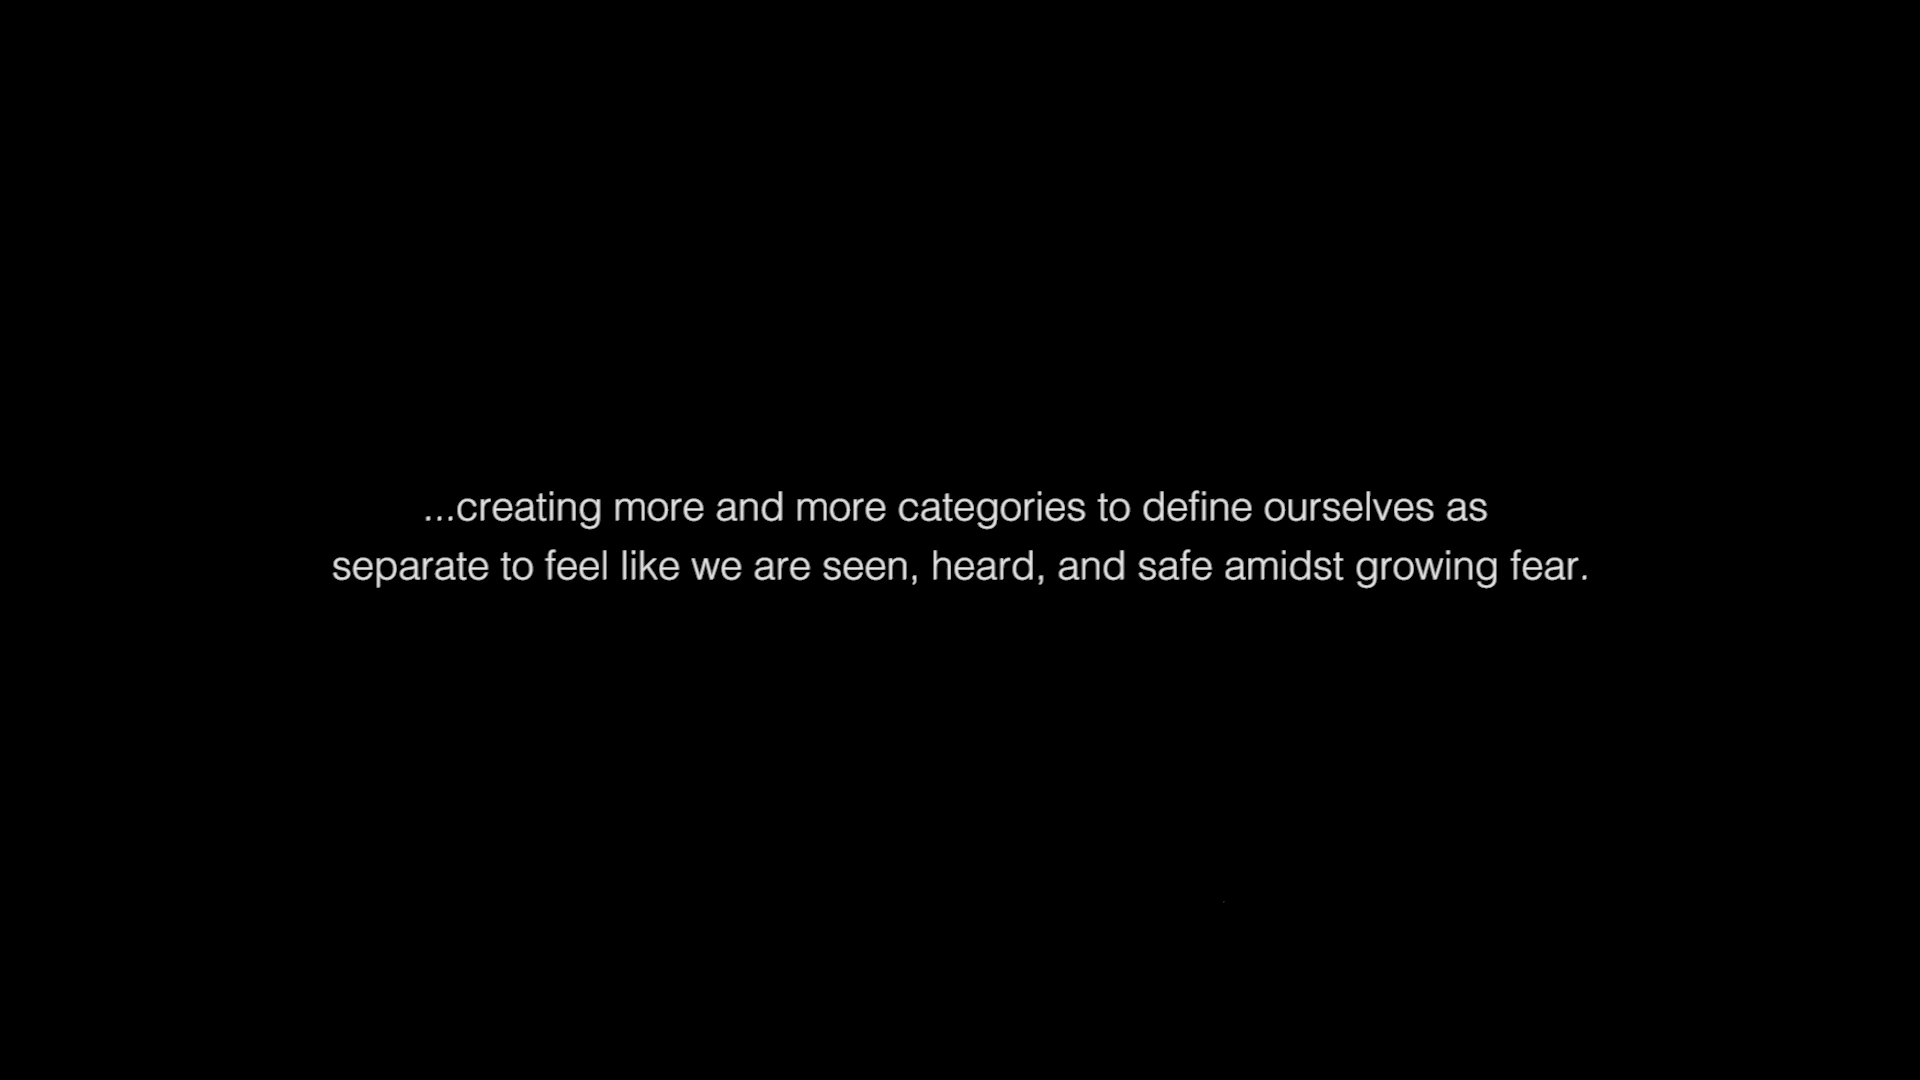 ...creating more and more categories to define ourselves as
separate to feel like we are seen, heard, and safe amidst growing fear.